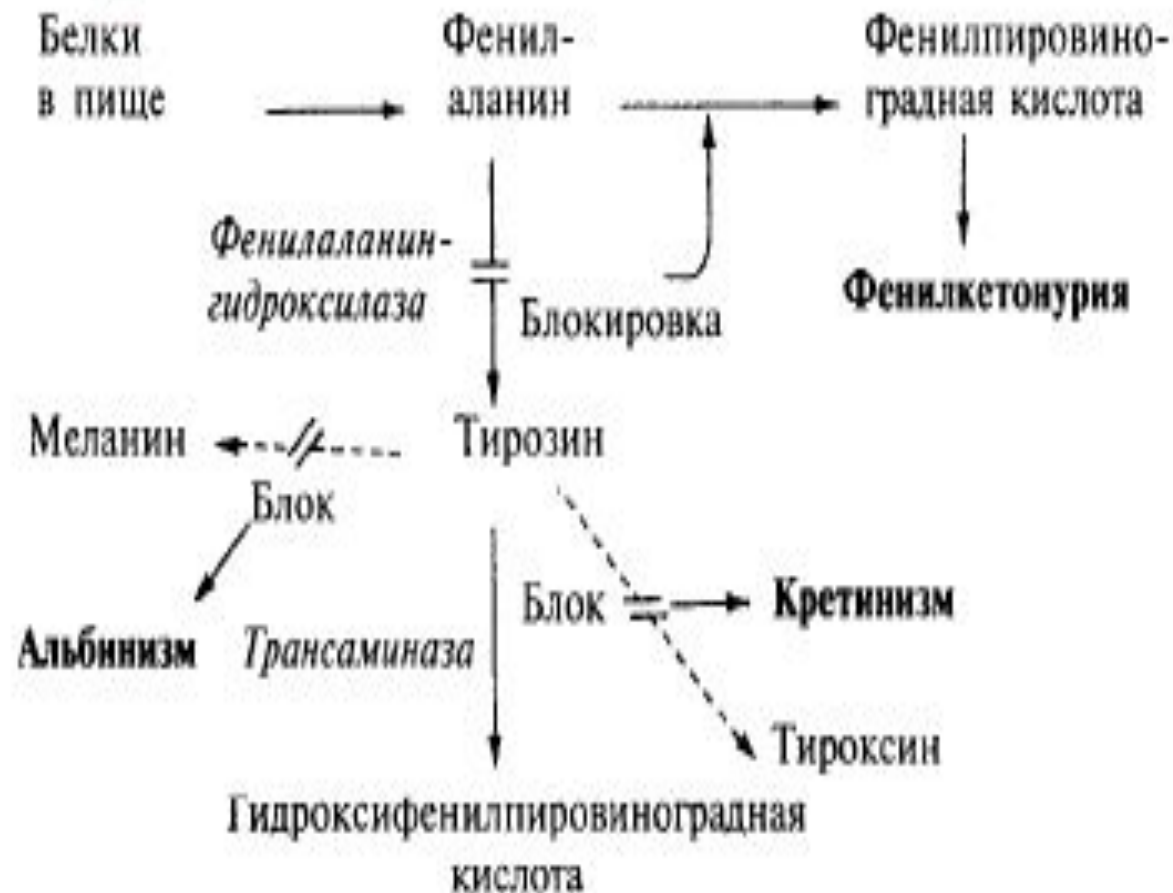 Белки
в пище
Фенил-
аланин
Фенилпировино-
градная кислота
Фенилаланин-
гидроксилаза
Блокировка
Фенилкетонурия
Меланин
Тирозин
Блок
Блок
Кретинизм
Альбинизм
Трансаминаза
Тироксин
Гидроксифенилпировиноградная
кислота